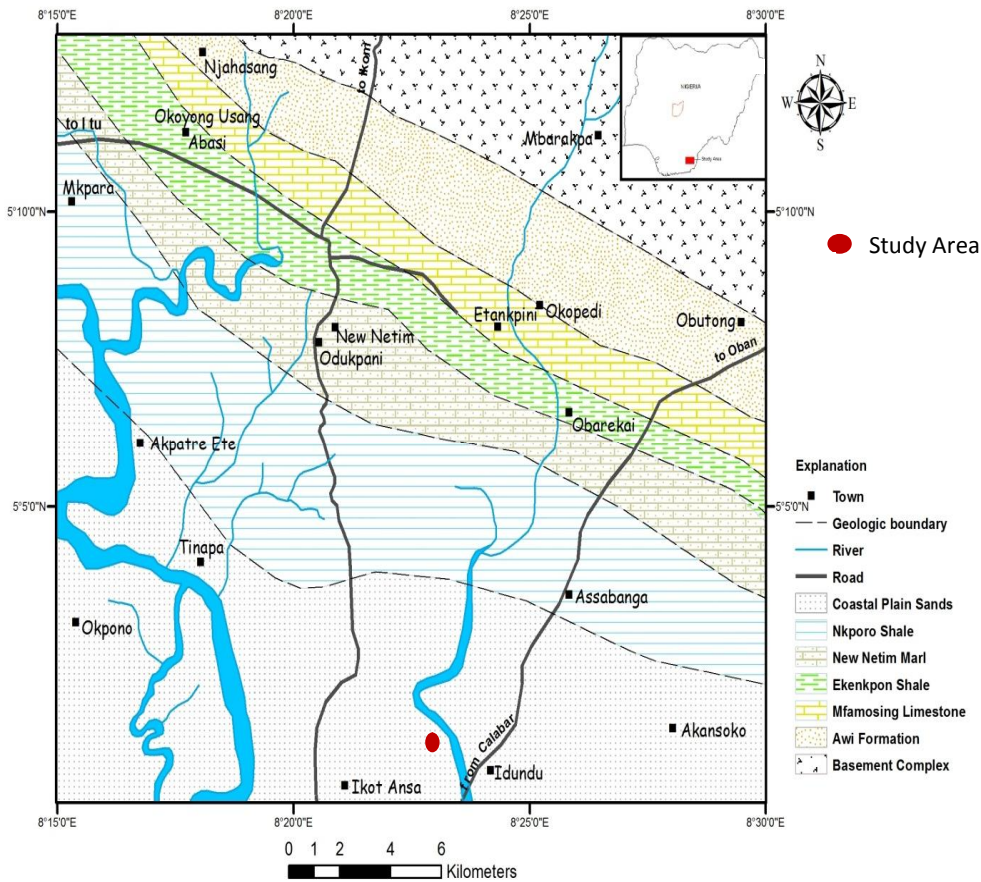 8°15'0"E 8°20'0"E 8°25'0"E 8°30'0"E
Njahasang
to Ikom
NIGERIA
Study Area
N
W E
S
Okoyong Usang
Abasi
to Itu
Mbarakpa
Mkpara
5°10'0"N 5°10'0"N
Study Area
Etankpini
Okopedi
Obutong
New Netim
Odukpani
to Oban
Obarekai
Akpatre Ete
5°5'0"N 5°5'0"N
Tinapa
Assabanga
Okpono
Akansoko
from Calabar
Idundu
Ikot Ansa
8°15'0"E 8°20'0"E 8°25'0"E 8°30'0"E
0 1 2 4 6
Kilometers
Explanation
Town
Geologic boundary
River
Road
Coastal Plain Sands
Nkporo Shale
New Netim Marl
Ekenkpon Shale
Mfamosing Limestone
Awi Formation
Basement Complex